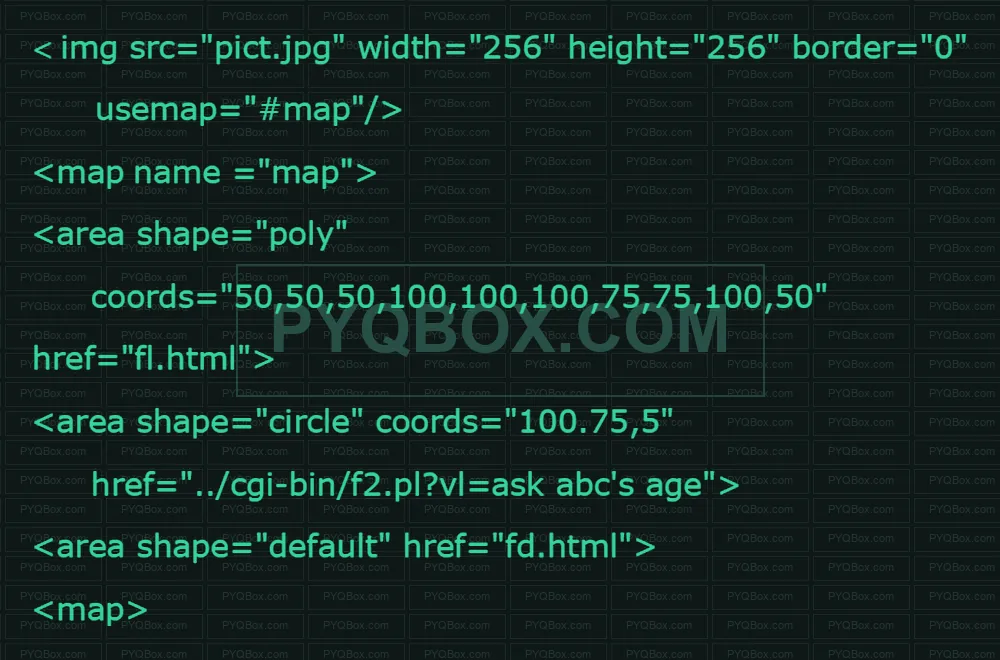 < img src="pict.jpg" width="256" height="256" border="0"
usemap="#map"/>
<map name ="map">
<area shape="poly"
coords="50,50,50,100,100,100,75,75,100,50"
PYQBOX.COM
href="fl.html">
<area shape="circle" coords="100.75,5"
href="../cgi-bin/f2.pl?vl=ask abc's age">
<area shape="default" href="fd.html">
<map>